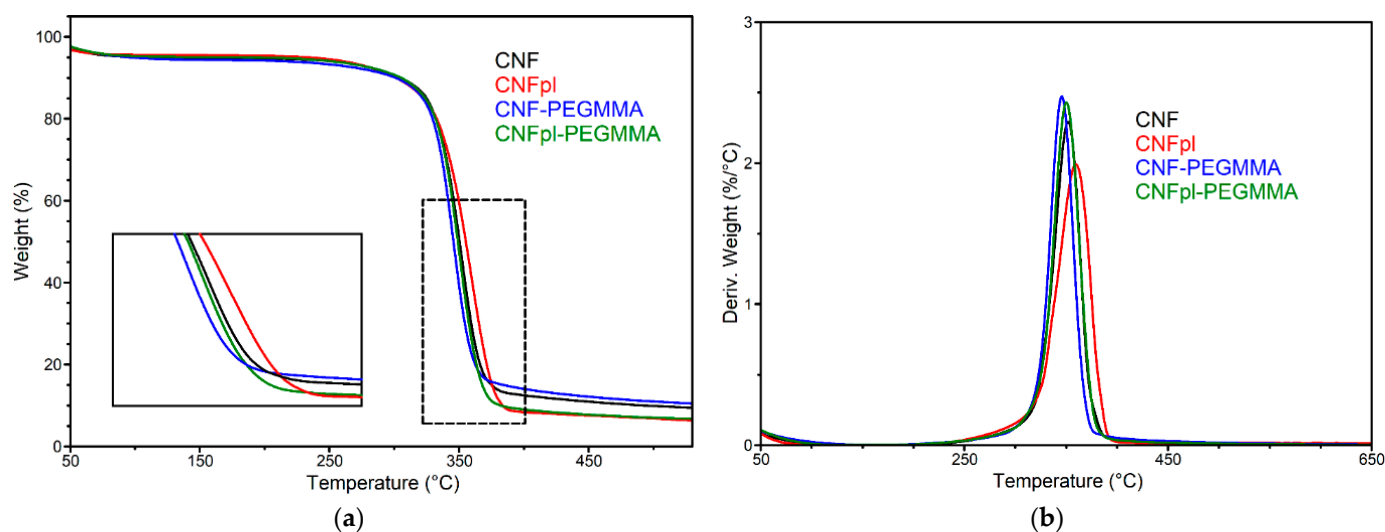 100
80
60
40
20
0
Weight (%)
CNF
CNFpl
CNF-PEGMMA
CNFpl-PEGMMA
50
150
250
350
450
Temperature (°C)
(a)
3
2
1
0
Deriv. Weight (%/°C)
CNF
CNFpl
CNF-PEGMMA
CNFpl-PEGMMA
50
250
450
650
Temperature (°C)
(b)